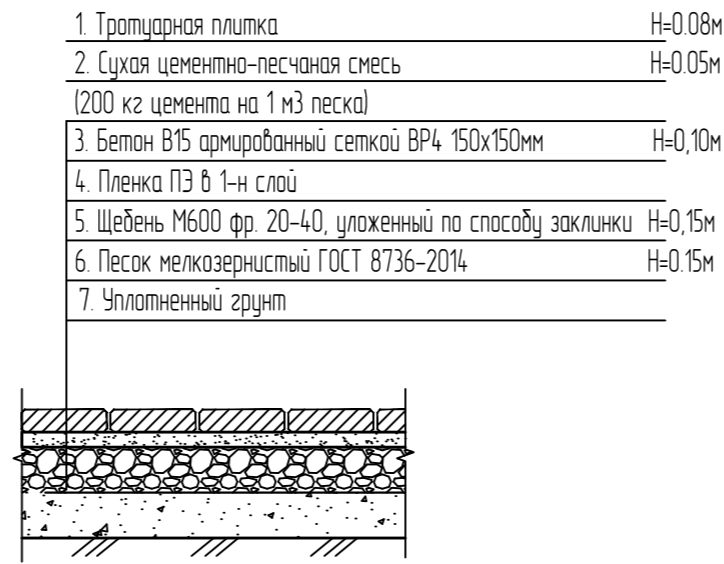 1. Тротуарная плитка H=0.08м
2. Сухая цементно-песчаная смесь H=0.05м
(200 кг цемента на 1 м3 песка)
3. Бетон В15 армированный сеткой ВР4 150х150мм H=0,10м
4. Пленка ПЭ в 1-н слой
5. Щебень М600 фр. 20-40, уложенный по способу заклинки H=0,15м
6. Песок мелкозернистый ГОСТ 8736-2014 H=0.15м
7. Уплотненный грунт